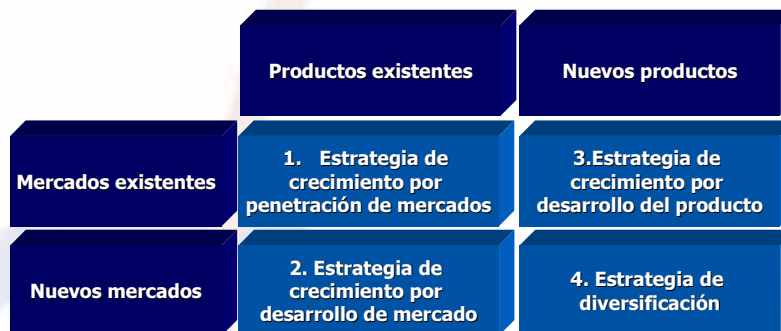 Productos existentes
Nuevos productos
Mercados existentes
1. Estrategia de
crecimiento por
penetración de mercados
3.Estrategia de
crecimiento por
desarrollo del producto
Nuevos mercados
2. Estrategia de
crecimiento por
desarrollo de mercado
4. Estrategia de
diversificación